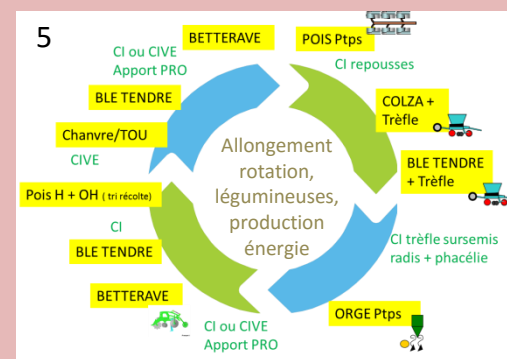 5
BETTERAVE
POIS Ptps
CI repousses
COLZA +
Trèfle
BLE TENDRE
+ Trèfle
CI trèfle sursemis
radis + phacélie
ORGE Ptps
CI ou CIVE
Apport PRO
BETTERAVE
BLE TENDRE
CI
Pois H + OH ( tri récolte)
CIVE
Chanvre/TOU
BLE TENDRE
CI ou CIVE
Apport PRO
Allongement
rotation,
légumineuses,
production
énergie